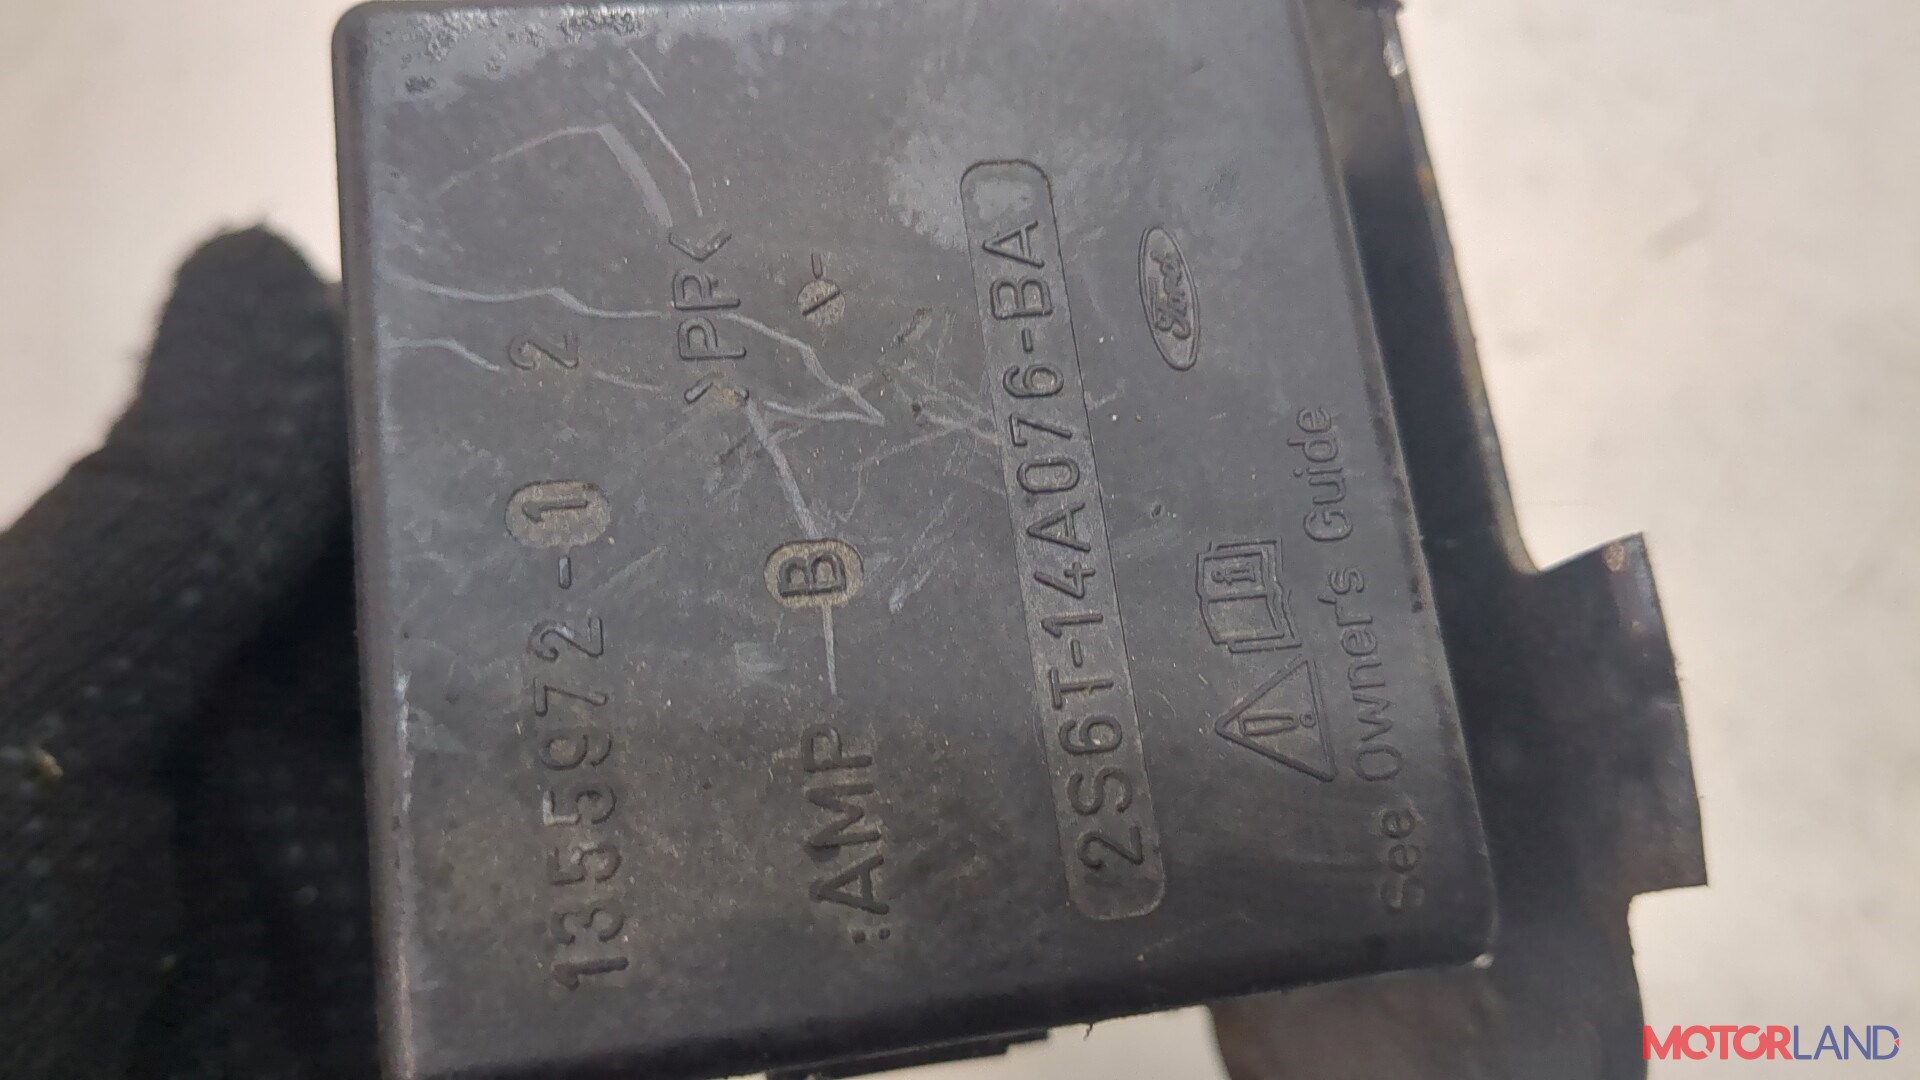 1355972-1 2
>PP<
AMP B
2S6T-14A076-BA
Ford
i
see Owner's Guide
MOTORLAND